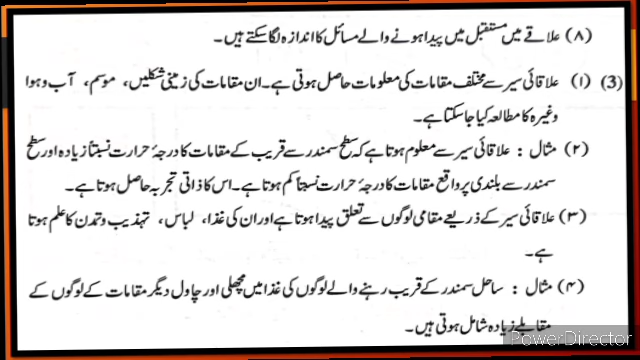 (۸) علاقے میں مستقبل میں پیدا ہونے والے مسائل کا اندازہ لگا سکتے ہیں۔
(3) (۱) علاقائی سیر سے مختلف مقامات کی معلومات حاصل ہوتی ہے۔ ان مقامات کی زمینی شکلیں، موسم، آب و ہوا
وغیرہ کا مطالعہ کیا جا سکتا ہے۔
(۲) مثال : علاقائی سیر سے معلوم ہوتا ہے کہ سطح سمندر سے قریب کے مقامات کا درجۂ حرارت نسبتاً زیادہ اور سطح
سمندر سے بلندی پر واقع مقامات کا درجۂ حرارت نسبتاً کم ہوتا ہے۔ اس کا ذاتی تجربہ حاصل ہوتا ہے۔
(۳) علاقائی سیر کے ذریعے مقامی لوگوں سے تعلق پیدا ہوتا ہے اور ان کی غذا، لباس، تہذیب و تمدن کا علم ہوتا
ہے۔
(۴) مثال : ساحل سمندر کے قریب رہنے والے لوگوں کی غذا میں مچھلی اور چاول دیگر مقامات کے لوگوں کے
مقابلے زیادہ شامل ہوتی ہیں۔
PowerDirector